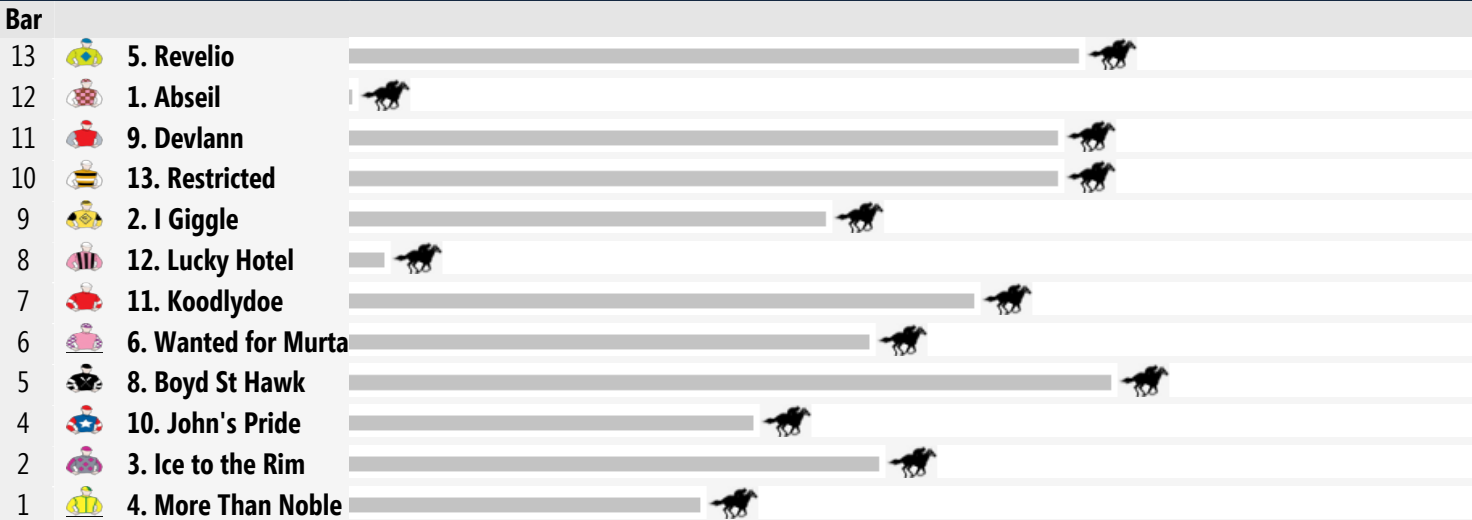 Bar
13 5. Revelio
12 1. Abseil
11 9. Devlann
10 13. Restricted
9 2. I Giggle
8 12. Lucky Hotel
7 11. Koodlydoe
6 6. Wanted for Murta
5 8. Boyd St Hawk
4 10. John's Pride
2 3. Ice to the Rim
1 4. More Than Noble